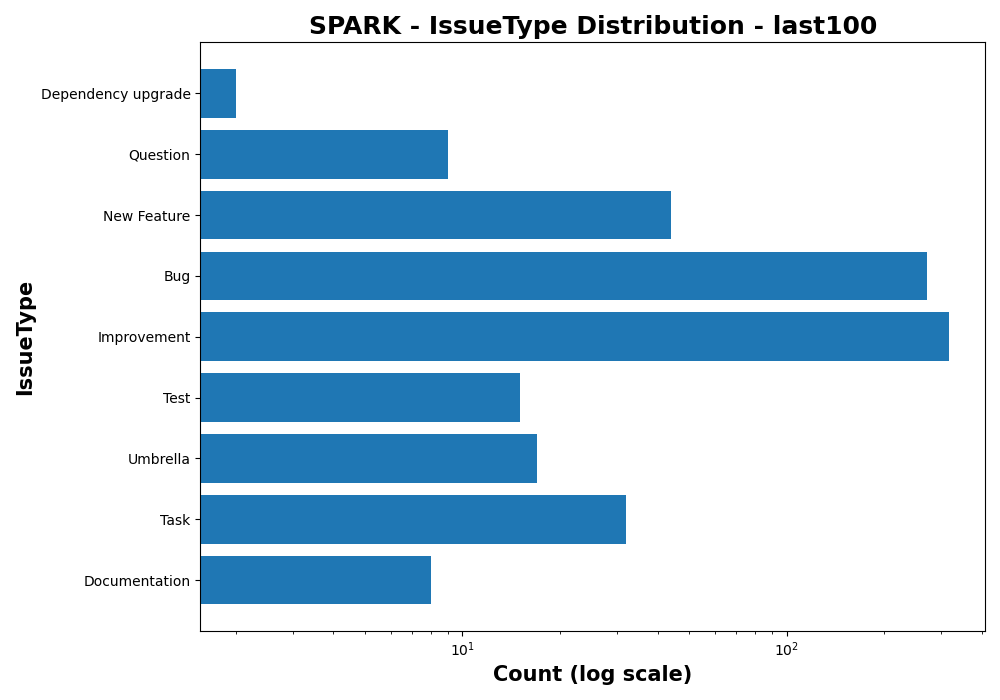 SPARK - IssueType Distribution - last100
Dependency upgrade
Question
New Feature
Bug
Improvement
Test
Umbrella
Task
Documentation
IssueType
10¹
10²
Count (log scale)